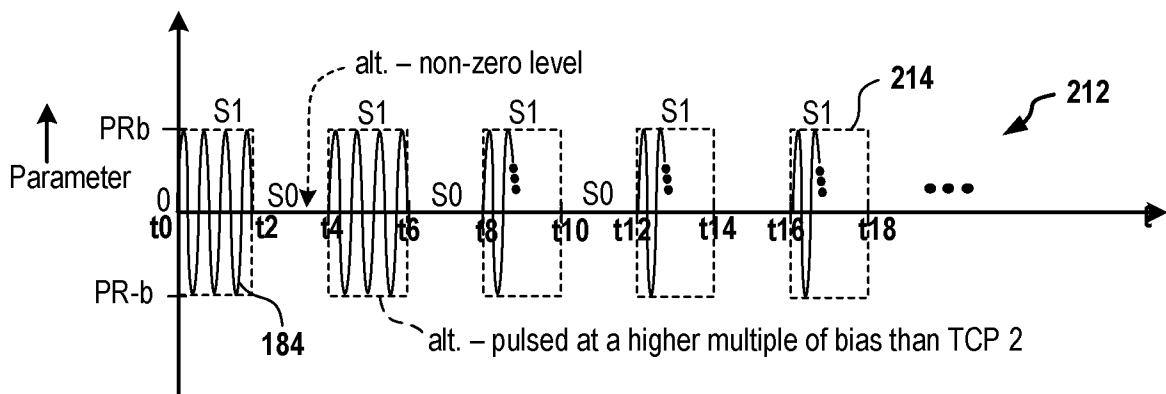 alt. – non-zero level
214
212
S1 S1 S1 S1 S1
PRb
Parameter
0
S0 S0 S0
t0 t2 t4 t6 t8 t10 t12 t14 t16 t18 t
PR-b
184
alt. – pulsed at a higher multiple of bias than TCP 2